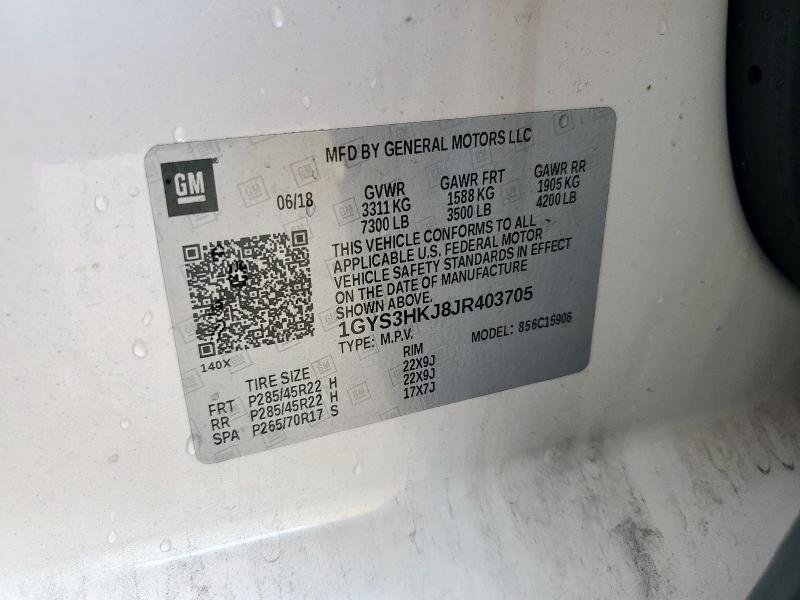 MFD BY GENERAL MOTORS LLC
GM
06/18
GVWR
3311 KG
7300 LB
GAWR FRT
1588 KG
3500 LB
GAWR RR
1905 KG
4200 LB
THIS VEHICLE CONFORMS TO ALL
APPLICABLE U.S. FEDERAL MOTOR
VEHICLE SAFETY STANDARDS IN EFFECT
ON THE DATE OF MANUFACTURE
SHOWN ABOVE.
1GYS3HKJ8JR403705
TYPE: M.P.V. MODEL: 856C15906
140X
TIRE SIZE RIM
FRT P285/45R22 H 22X9J
RR P285/45R22 H 22X9J
SPA P265/70R17 S 17X7J